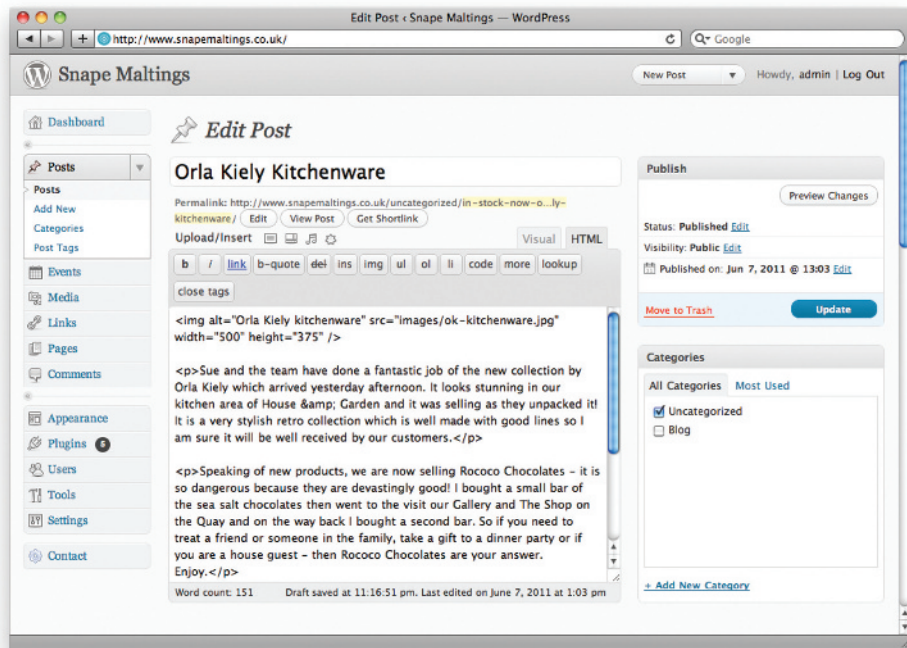 Edit Post ‹ Snape Maltings — WordPress
http://www.snapemaltings.co.uk/
Google
Snape Maltings
New Post
Howdy, admin | Log Out
Dashboard
Posts
Posts
Add New
Categories
Post Tags
Events
Media
Links
Pages
Comments
Appearance
Plugins 5
Users
Tools
Settings
Contact
Edit Post
Orla Kiely Kitchenware
Permalink: http://www.snapemaltings.co.uk/uncategorized/in-stock-now-o...ly-
kitchenware/ Edit View Post Get Shortlink
Upload/Insert
Visual HTML
b i link b-quote del ins img ul ol li code more lookup
close tags
<img alt="Orla Kiely kitchenware" src="images/ok-kitchenware.jpg"
width="500" height="375" />
<p>Sue and the team have done a fantastic job of the new collection by
Orla Kiely which arrived yesterday afternoon. It looks stunning in our
kitchen area of House &amp; Garden and it was selling as they unpacked it!
It is a very stylish retro collection which is well made with good lines so I
am sure it will be well received by our customers.</p>
<p>Speaking of new products, we are now selling Rococo Chocolates – it is
so dangerous because they are devastingly good! I bought a small bar of
the sea salt chocolates then went to the visit our Gallery and The Shop on
the Quay and on the way back I bought a second bar. So if you need to
treat a friend or someone in the family, take a gift to a dinner party or if
you are a house guest – then Rococo Chocolates are your answer.
Enjoy.</p>
Word count: 151 Draft saved at 11:16:51 pm. Last edited on June 7, 2011 at 1:03 pm
Publish
Preview Changes
Status: Published Edit
Visibility: Public Edit
Published on: Jun 7, 2011 @ 13:03 Edit
Move to Trash
Update
Categories
All Categories Most Used
Uncategorized
Blog
+ Add New Category